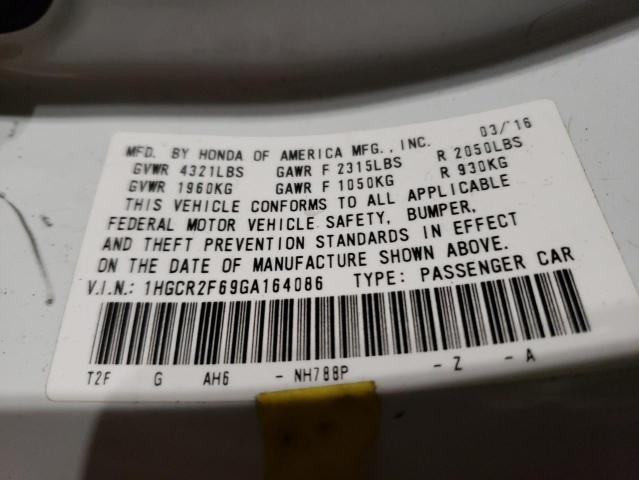 MFD. BY HONDA OF AMERICA MFG., INC. 03/16
GVWR 4321LBS GAWR F 2315LBS R 2050LBS
GVWR 1960KG GAWR F 1050KG R 930KG
THIS VEHICLE CONFORMS TO ALL APPLICABLE
FEDERAL MOTOR VEHICLE SAFETY, BUMPER,
AND THEFT PREVENTION STANDARDS IN EFFECT
ON THE DATE OF MANUFACTURE SHOWN ABOVE.
V.I.N.: 1HGCR2F69GA164086 TYPE: PASSENGER CAR
T2F G AH6 - NH788P - Z - A